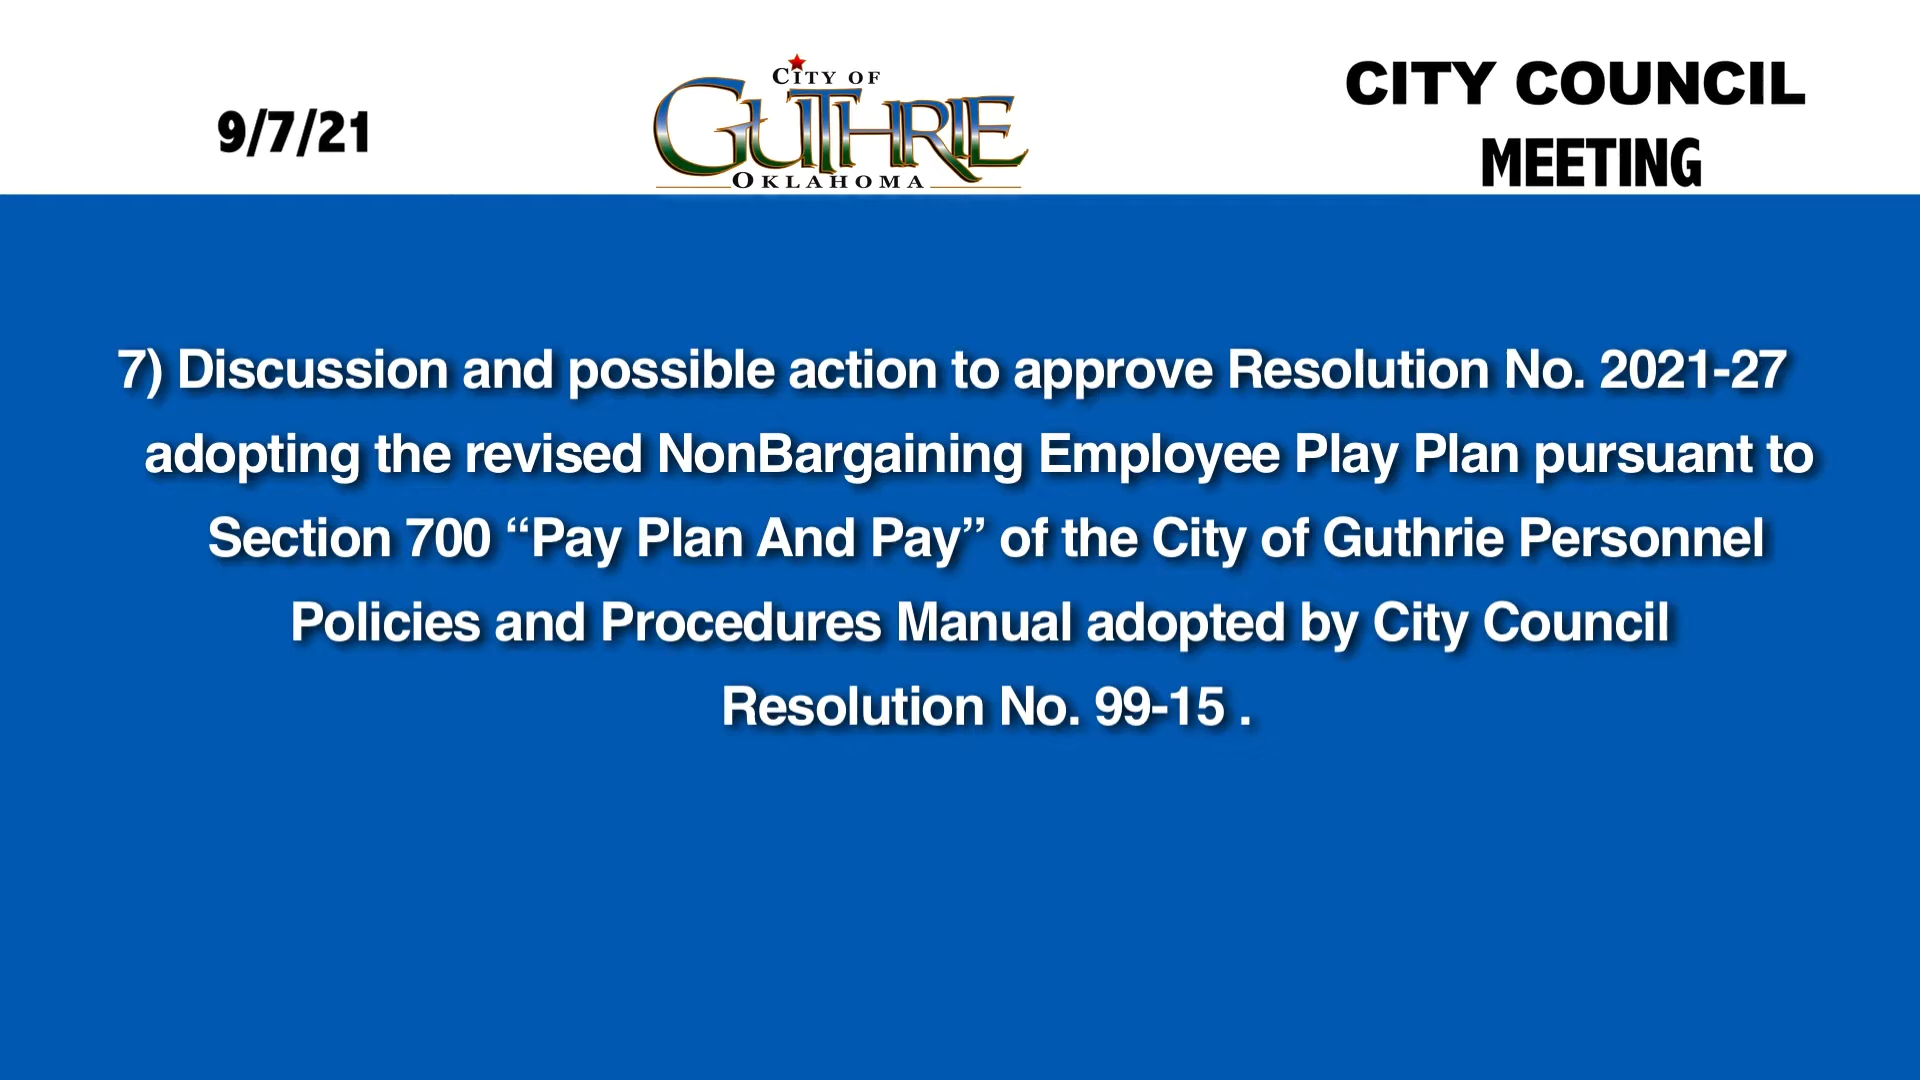 9/7/21
CITY OF
GUTHRIE
OKLAHOMA
CITY COUNCIL
MEETING
7) Discussion and possible action to approve Resolution No. 2021-27
adopting the revised NonBargaining Employee Play Plan pursuant to
Section 700 “Pay Plan And Pay” of the City of Guthrie Personnel
Policies and Procedures Manual adopted by City Council
Resolution No. 99-15 .